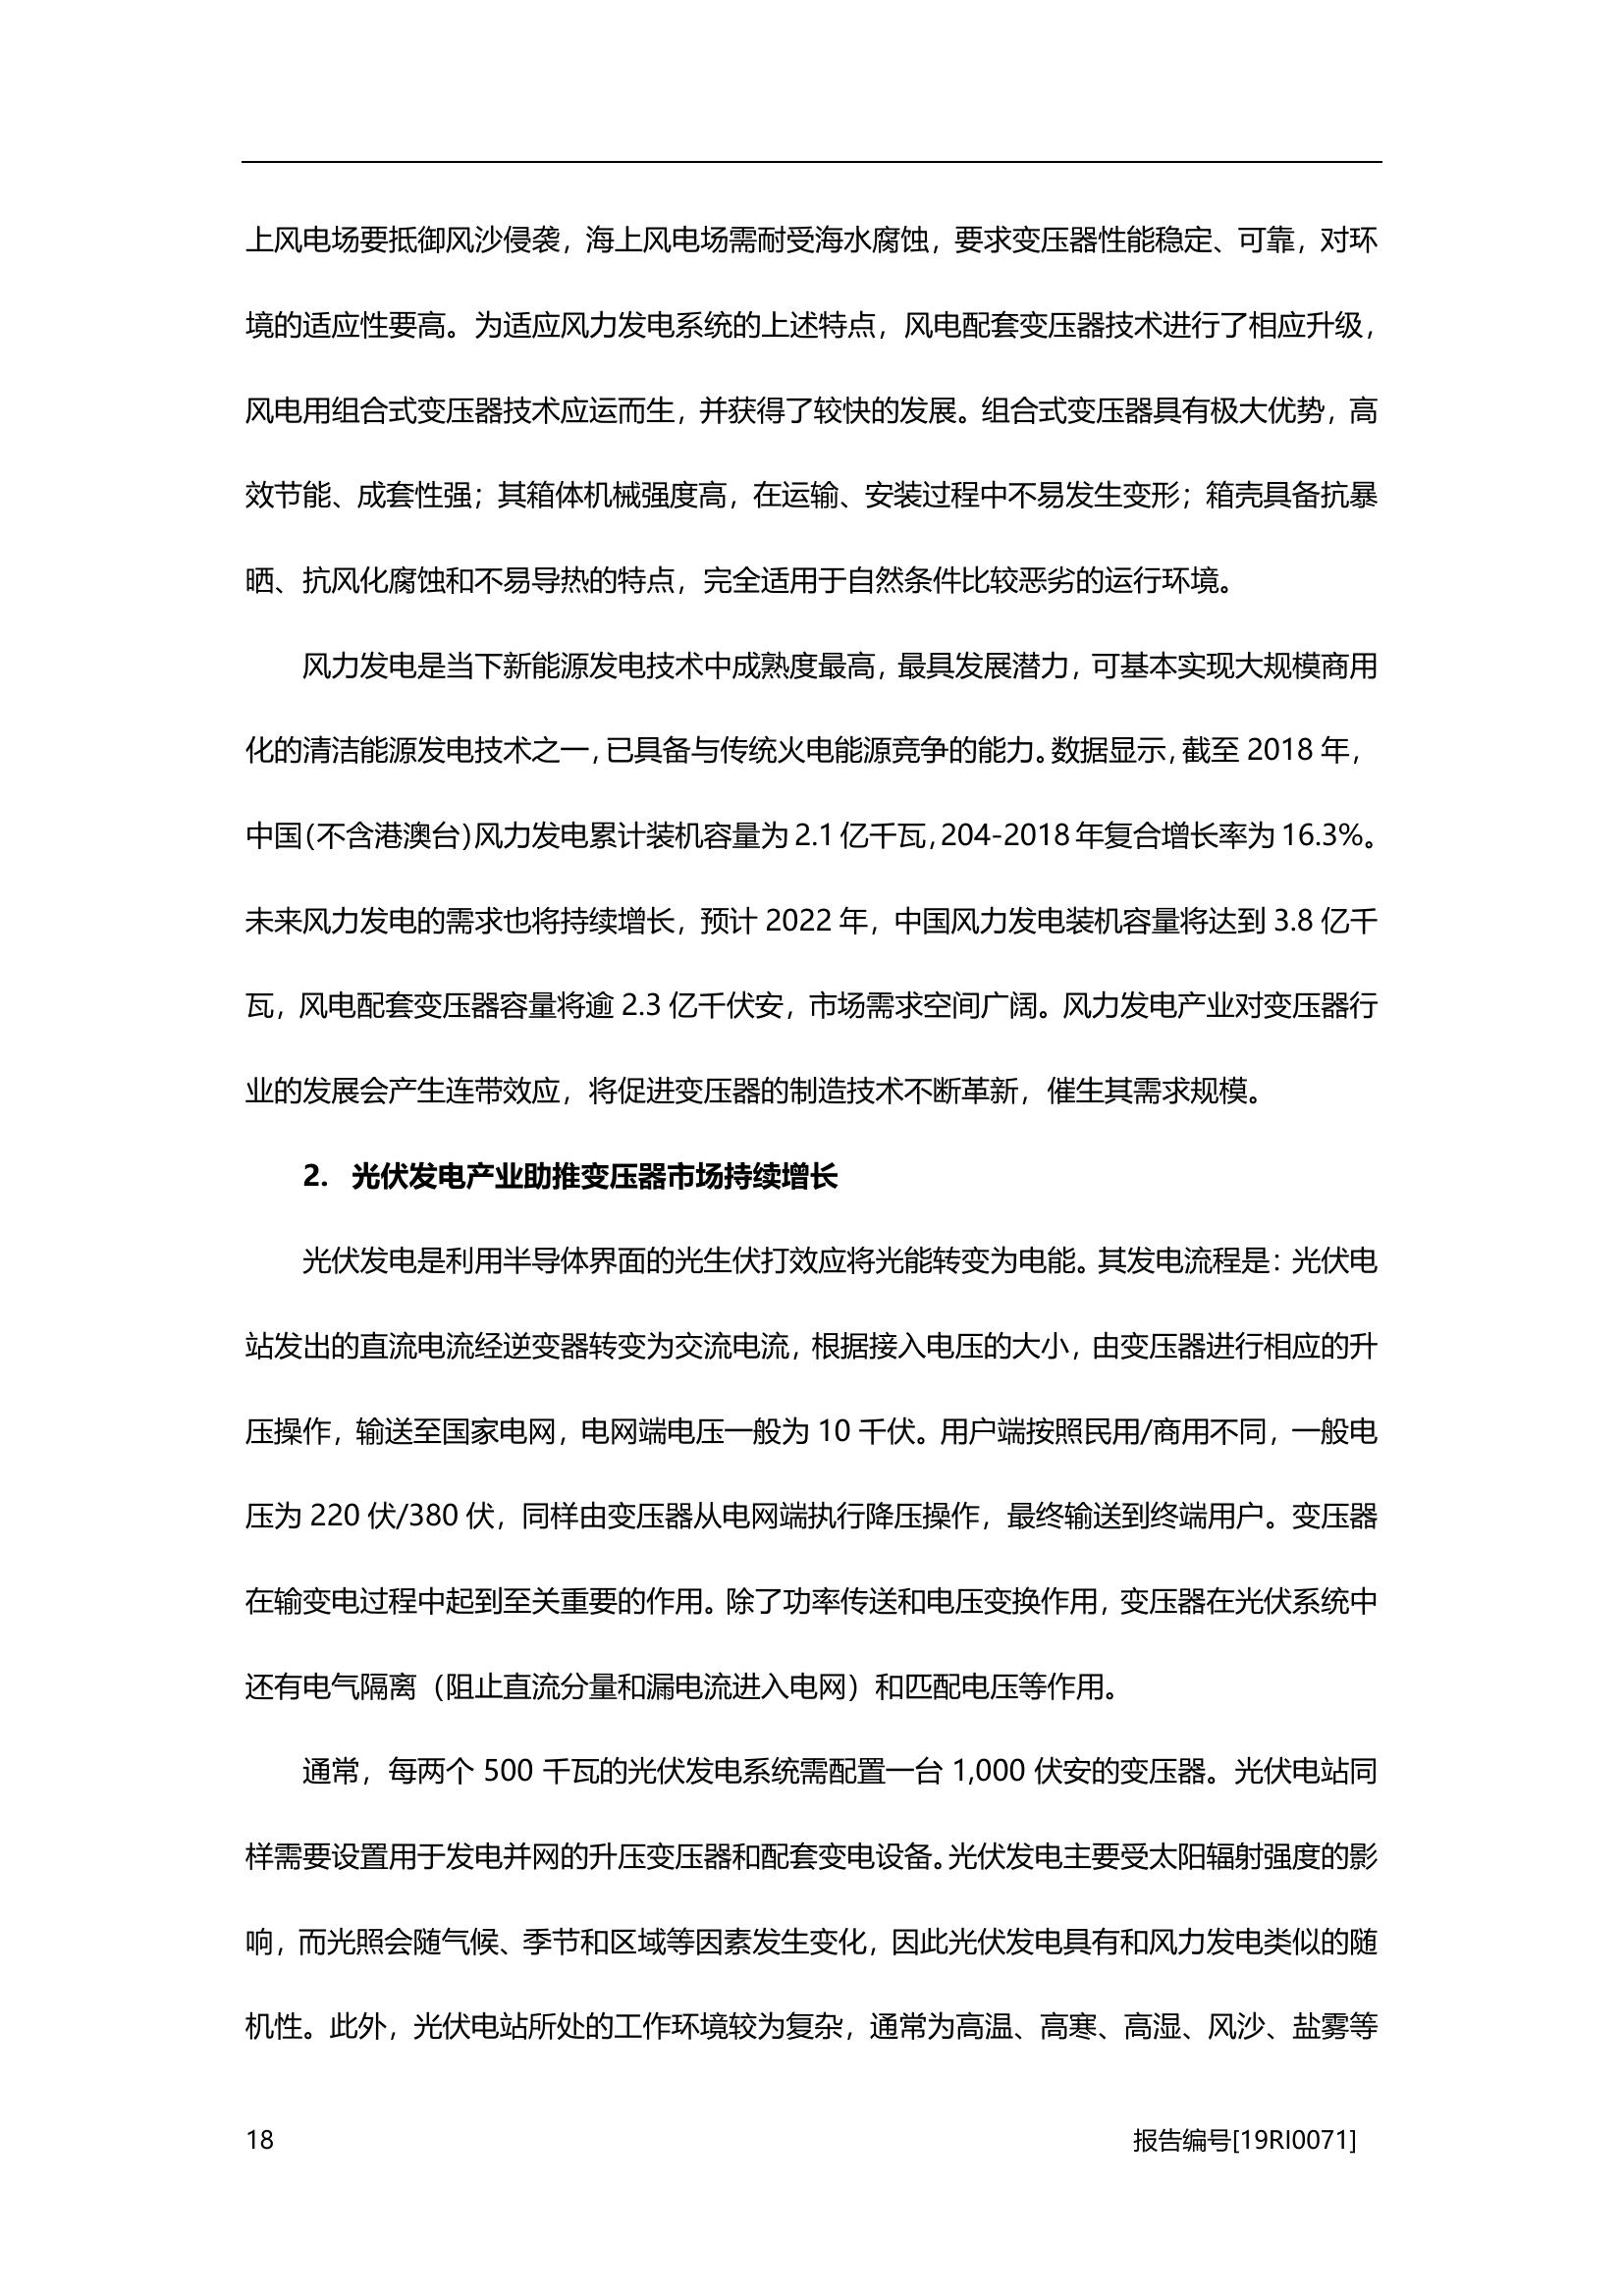 上风电场要抵御风沙侵袭，海上风电场需耐受海水腐蚀，要求变压器性能稳定、可靠，对环
境的适应性要高。为适应风力发电系统的上述特点，风电配套变压器技术进行了相应升级，
风电用组合式变压器技术应运而生，并获得了较快的发展。组合式变压器具有极大优势，高
效节能、成套性强；其箱体机械强度高，在运输、安装过程中不易发生变形；箱壳具备抗暴
晒、抗风化腐蚀和不易导热的特点，完全适用于自然条件比较恶劣的运行环境。
风力发电是当下新能源发电技术中成熟度最高，最具发展潜力，可基本实现大规模商用
化的清洁能源发电技术之一，已具备与传统火电能源竞争的能力。数据显示，截至 2018 年，
中国（不含港澳台）风力发电累计装机容量为 2.1 亿千瓦，204-2018 年复合增长率为 16.3%。
未来风力发电的需求也将持续增长，预计 2022 年，中国风力发电装机容量将达到 3.8 亿千
瓦，风电配套变压器容量将逾 2.3 亿千伏安，市场需求空间广阔。风力发电产业对变压器行
业的发展会产生连带效应，将促进变压器的制造技术不断革新，催生其需求规模。
2. 光伏发电产业助推变压器市场持续增长
光伏发电是利用半导体界面的光生伏打效应将光能转变为电能。其发电流程是：光伏电
站发出的直流电流经逆变器转变为交流电流，根据接入电压的大小，由变压器进行相应的升
压操作，输送至国家电网，电网端电压一般为 10 千伏。用户端按照民用/商用不同，一般电
压为 220 伏/380 伏，同样由变压器从电网端执行降压操作，最终输送到终端用户。变压器
在输变电过程中起到至关重要的作用。除了功率传送和电压变换作用，变压器在光伏系统中
还有电气隔离（阻止直流分量和漏电流进入电网）和匹配电压等作用。
通常，每两个 500 千瓦的光伏发电系统需配置一台 1,000 伏安的变压器。光伏电站同
样需要设置用于发电并网的升压变压器和配套变电设备。光伏发电主要受太阳辐射强度的影
响，而光照会随气候、季节和区域等因素发生变化，因此光伏发电具有和风力发电类似的随
机性。此外，光伏电站所处的工作环境较为复杂，通常为高温、高寒、高湿、风沙、盐雾等
18 报告编号[19RI0071]